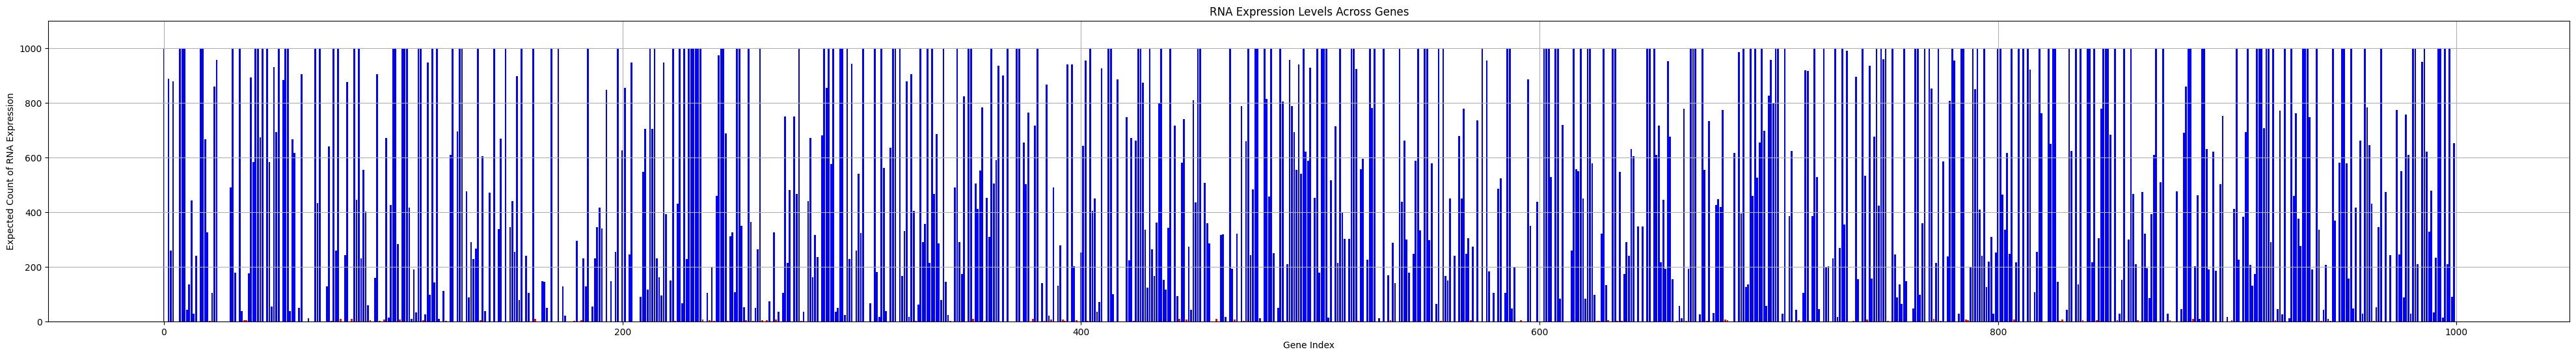 RNA Expression Levels Across Genes
Expected Count of RNA Expression
1000
800
600
400
200
0
0 200 400 600 800 1000
Gene Index